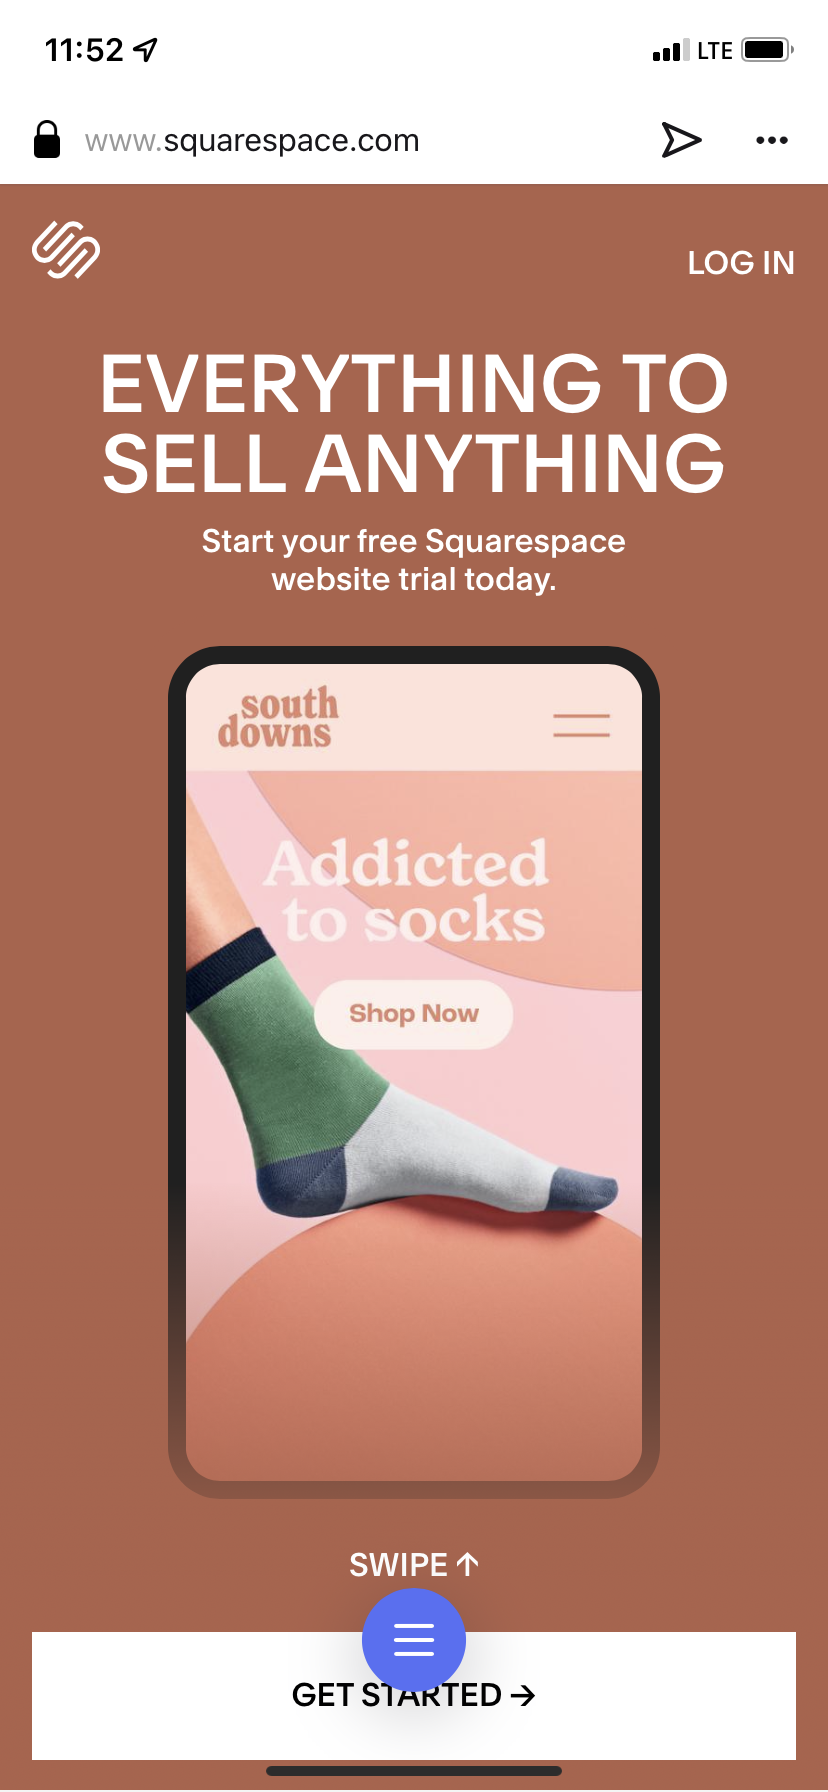 11:52
LTE
www.squarespace.com
LOG IN
EVERYTHING TO
SELL ANYTHING
Start your free Squarespace
website trial today.
south
downs
Addicted
to socks
Shop Now
SWIPE ↑
GET STARTED →